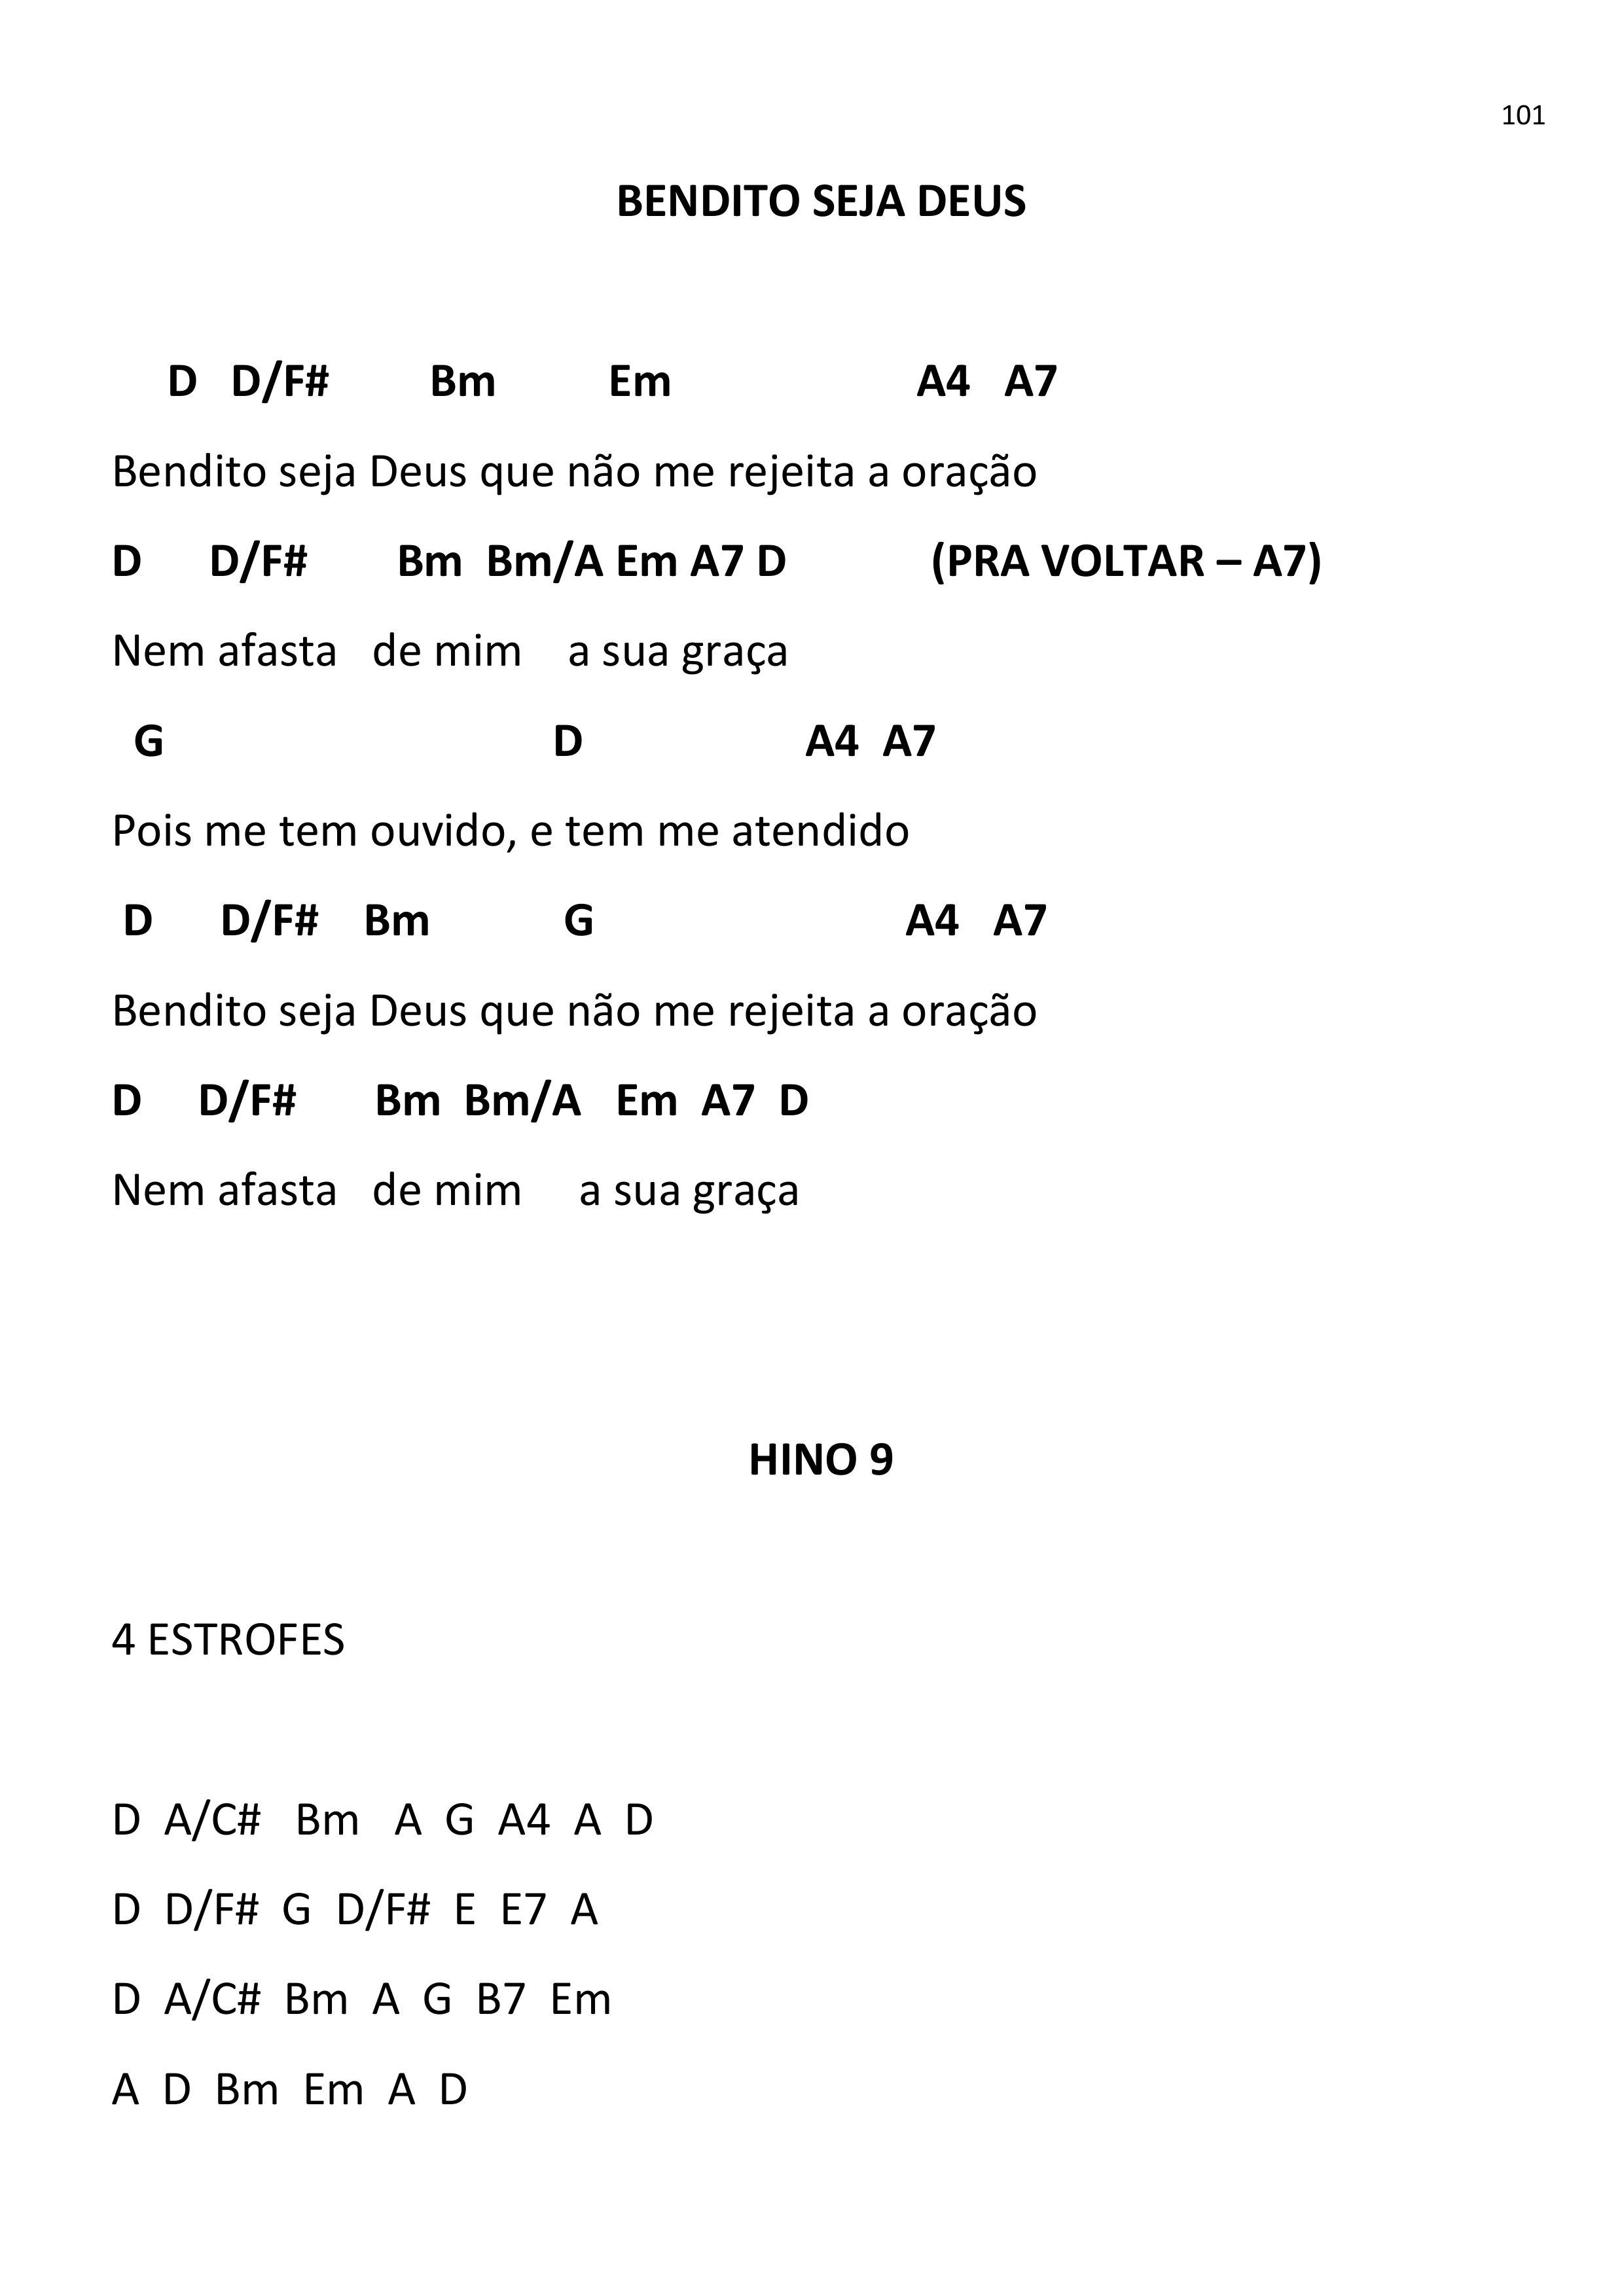 101
BENDITO SEJA DEUS
D D/F# Bm Em A4 A7
Bendito seja Deus que não me rejeita a oração
D D/F# Bm Bm/A Em A7 D (PRA VOLTAR – A7)
Nem afasta de mim a sua graça
G D A4 A7
Pois me tem ouvido, e tem me atendido
D D/F# Bm G A4 A7
Bendito seja Deus que não me rejeita a oração
D D/F# Bm Bm/A Em A7 D
Nem afasta de mim a sua graça
HINO 9
4 ESTROFES
D A/C# Bm A G A4 A D
D D/F# G D/F# E E7 A
D A/C# Bm A G B7 Em
A D Bm Em A D